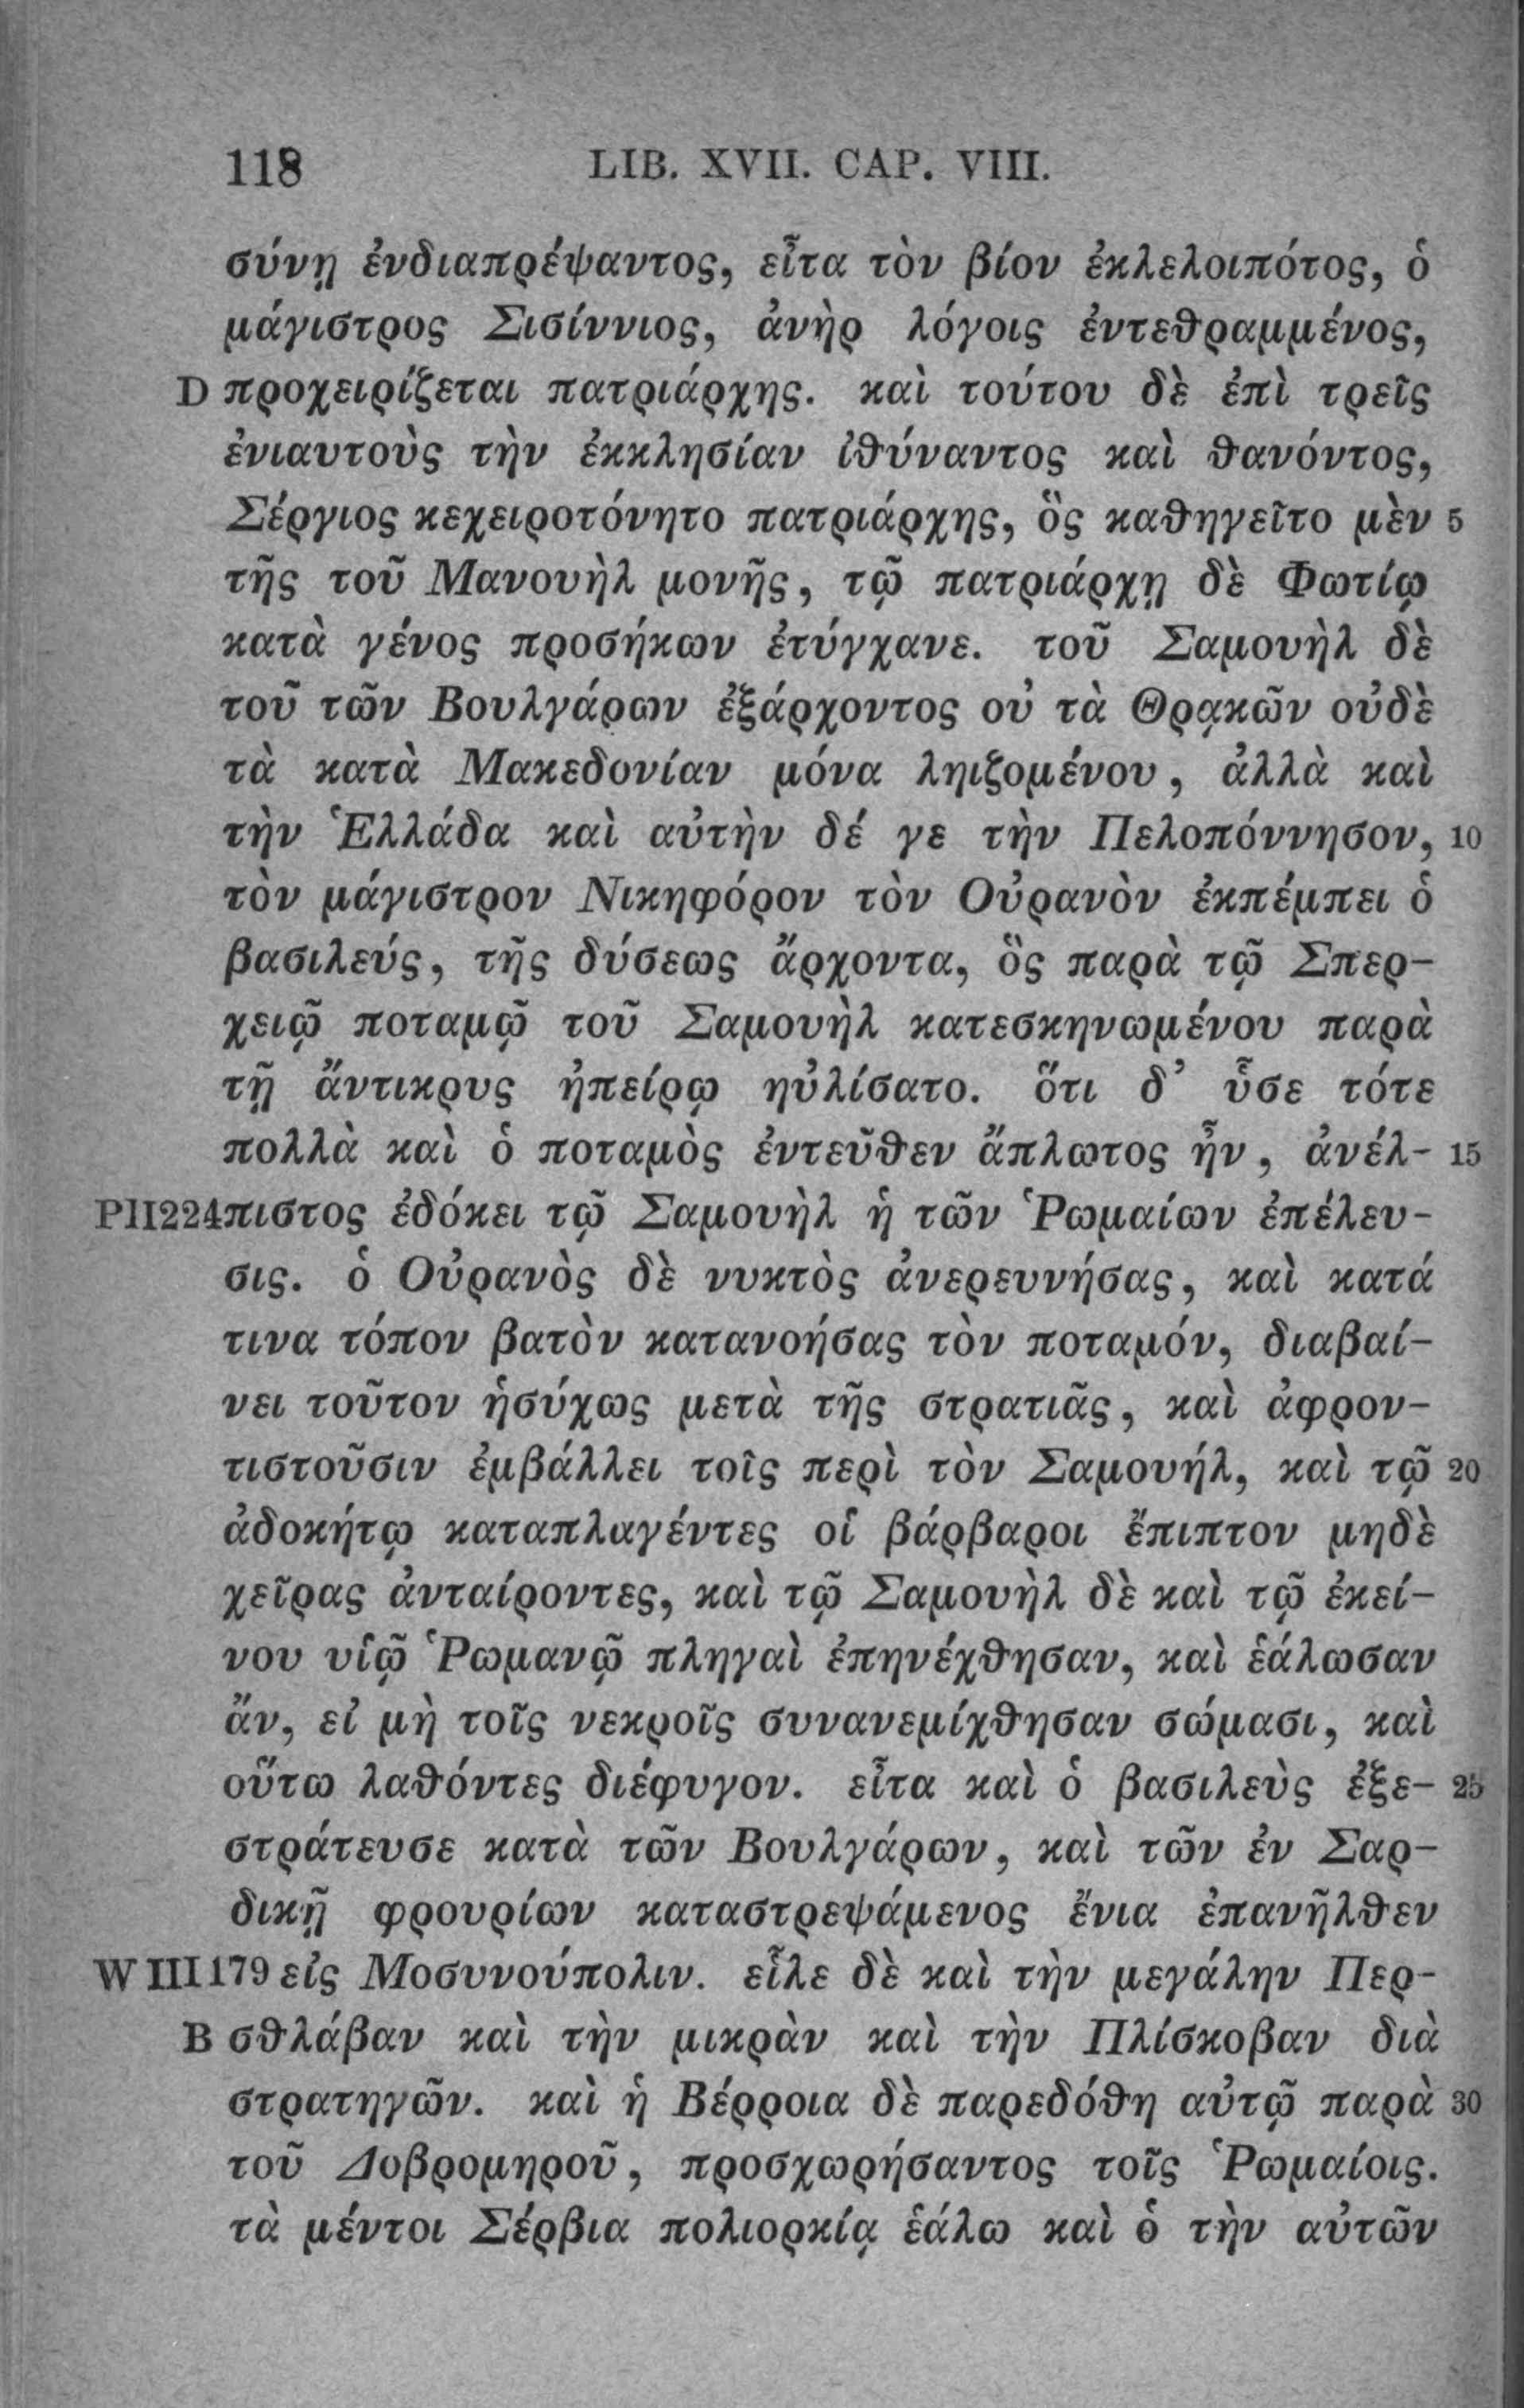 118 LIB. XVII. CAP. VIII.
σύνῃ ἐνδιαπρέψαντος, εἶτα τὸν βίον ἐκλελοιπότος, ὁ
μάγιστρος Σισίννιος, ἀνὴρ λόγοις ἐντεθραμμένος,
D προχειρίζεται πατριάρχης. καὶ τούτου δὲ ἐπὶ τρεῖς
ἐνιαυτοὺς τὴν ἐκκλησίαν ἰθύναντος καὶ θανόντος,
Σέργιος κεχειροτόνητο πατριάρχης, ὃς καθηγεῖτο μὲν 5
τῆς τοῦ Μανουὴλ μονῆς, τῷ πατριάρχῃ δὲ Φωτίῳ
κατὰ γένος προσήκων ἐτύγχανε. τοῦ Σαμουὴλ δὲ
τοῦ τῶν Βουλγάρων ἐξάρχοντος οὐ τὰ Θρᾳκῶν οὐδὲ
τὰ κατὰ Μακεδονίαν μόνα ληιζομένου, ἀλλὰ καὶ
τὴν Ἑλλάδα καὶ αὐτὴν δέ γε τὴν Πελοπόννησον, 10
τὸν μάγιστρον Νικηφόρον τὸν Οὐρανὸν ἐκπέμπει ὁ
βασιλεύς, τῆς δύσεως ἄρχοντα, ὃς παρὰ τῷ Σπερ-
χειῷ ποταμῷ τοῦ Σαμουὴλ κατεσκηνωμένου παρὰ
τῇ ἄντικρυς ἠπείρῳ ηὐλίσατο. ὅτι δ’ ὗσε τότε
πολλὰ καὶ ὁ ποταμὸς ἐντεῦθεν ἄπλωτος ἦν, ἀνέλ- 15
PII224 πιστος ἐδόκει τῷ Σαμουὴλ ἡ τῶν Ῥωμαίων ἐπέλευ-
σις. ὁ Οὐρανὸς δὲ νυκτὸς ἀνερευνήσας, καὶ κατά
τινα τόπον βατὸν κατανοήσας τὸν ποταμόν, διαβαί-
νει τοῦτον ἡσύχως μετὰ τῆς στρατιᾶς, καὶ ἀφρον-
τιστοῦσιν ἐμβάλλει τοῖς περὶ τὸν Σαμουήλ, καὶ τῷ 20
ἀδοκήτῳ καταπλαγέντες οἱ βάρβαροι ἔπιπτον μηδὲ
χεῖρας ἀνταίροντες, καὶ τῷ Σαμουὴλ δὲ καὶ τῷ ἐκεί-
νου υἱῷ Ῥωμανῷ πληγαὶ ἐπηνέχθησαν, καὶ ἑάλωσαν
ἄν, εἰ μὴ τοῖς νεκροῖς συνανεμίχθησαν σώμασι, καὶ
οὕτω λαθόντες διέφυγον. εἶτα καὶ ὁ βασιλεὺς ἐξε- 25
στράτευσε κατὰ τῶν Βουλγάρων, καὶ τῶν ἐν Σαρ-
δικῇ φρουρίων καταστρεψάμενος ἔνια ἐπανῆλθεν
W III 179 εἰς Μοσυνούπολιν. εἷλε δὲ καὶ τὴν μεγάλην Περ-
B σθλάβαν καὶ τὴν μικρὰν καὶ τὴν Πλίσκοβαν διὰ
στρατηγῶν. καὶ ἡ Βέρροια δὲ παρεδόθη αὐτῷ παρὰ 30
τοῦ Δοβρομηροῦ, προσχωρήσαντος τοῖς Ῥωμαίοις.
τὰ μέντοι Σέρβια πολιορκίᾳ ἑάλω καὶ ὁ τὴν αὐτῶν